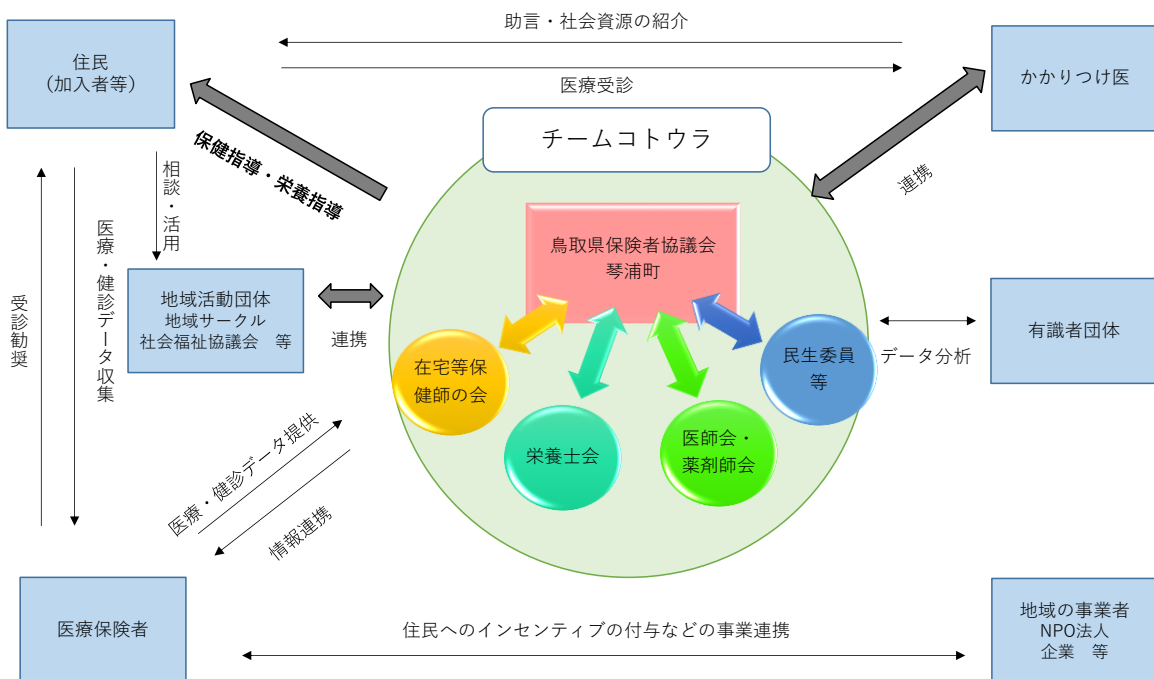 助言・社会資源の紹介
住民
(加入者等)
かかりつけ医
医療受診
チームコトウラ
保健指導・栄養指導
連携
相談・活用
鳥取県保険者協議会
琴浦町
医療・健診データ収集
受診勧奨
地域活動団体
地域サークル
社会福祉協議会　等
連携
有識者団体
データ分析
在宅等保
健師の会
民生委員
等
栄養士会
医師会・
薬剤師会
医療・健診データ提供
情報連携
医療保険者
住民へのインセンティブの付与などの事業連携
地域の事業者
NPO法人
企業　等